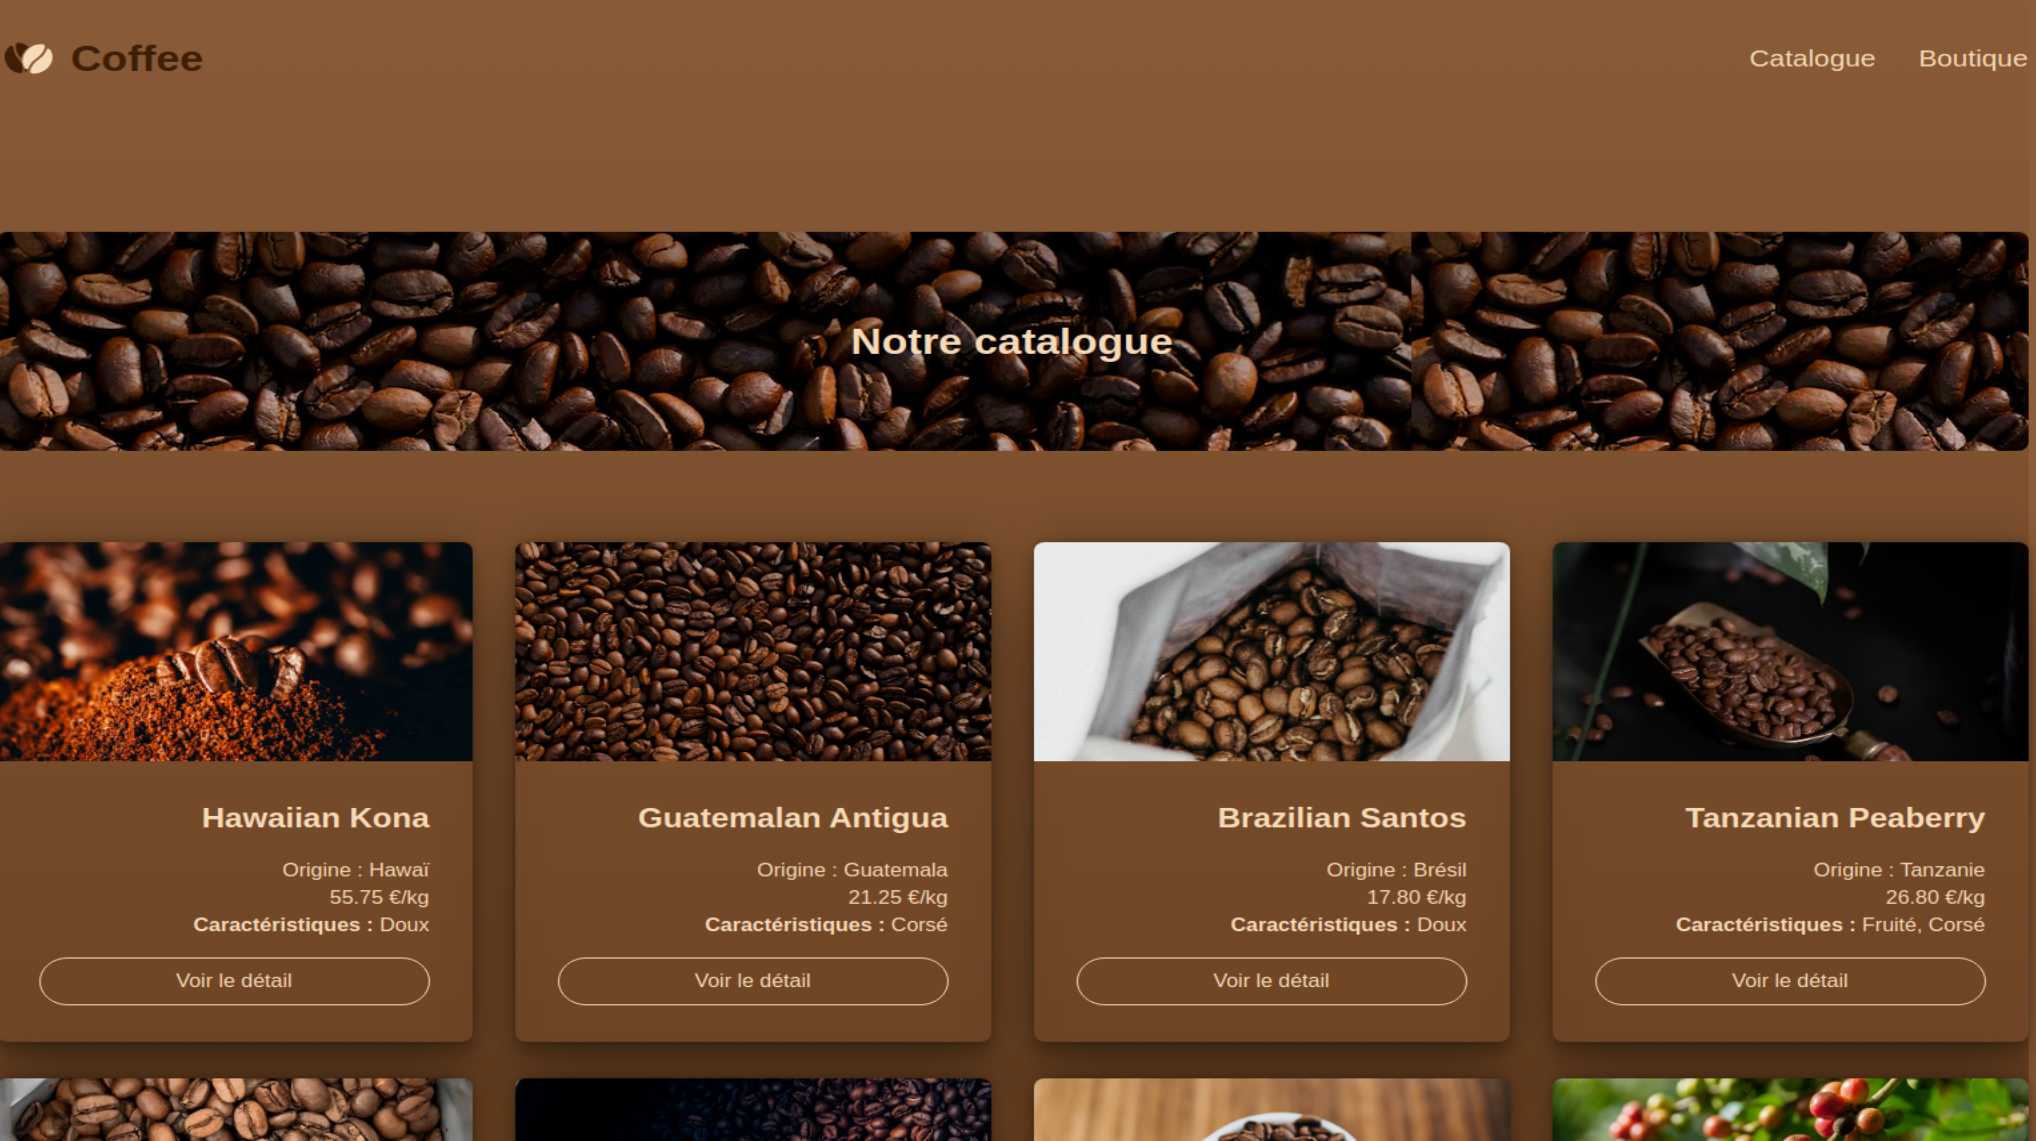 Coffee
Catalogue
Boutique
Notre catalogue
Hawaiian Kona
Origine : Hawaï
55.75 €/kg
Caractéristiques : Doux
Voir le détail
Guatemalan Antigua
Origine : Guatemala
21.25 €/kg
Caractéristiques : Corsé
Voir le détail
Brazilian Santos
Origine : Brésil
17.80 €/kg
Caractéristiques : Doux
Voir le détail
Tanzanian Peaberry
Origine : Tanzanie
26.80 €/kg
Caractéristiques : Fruité, Corsé
Voir le détail